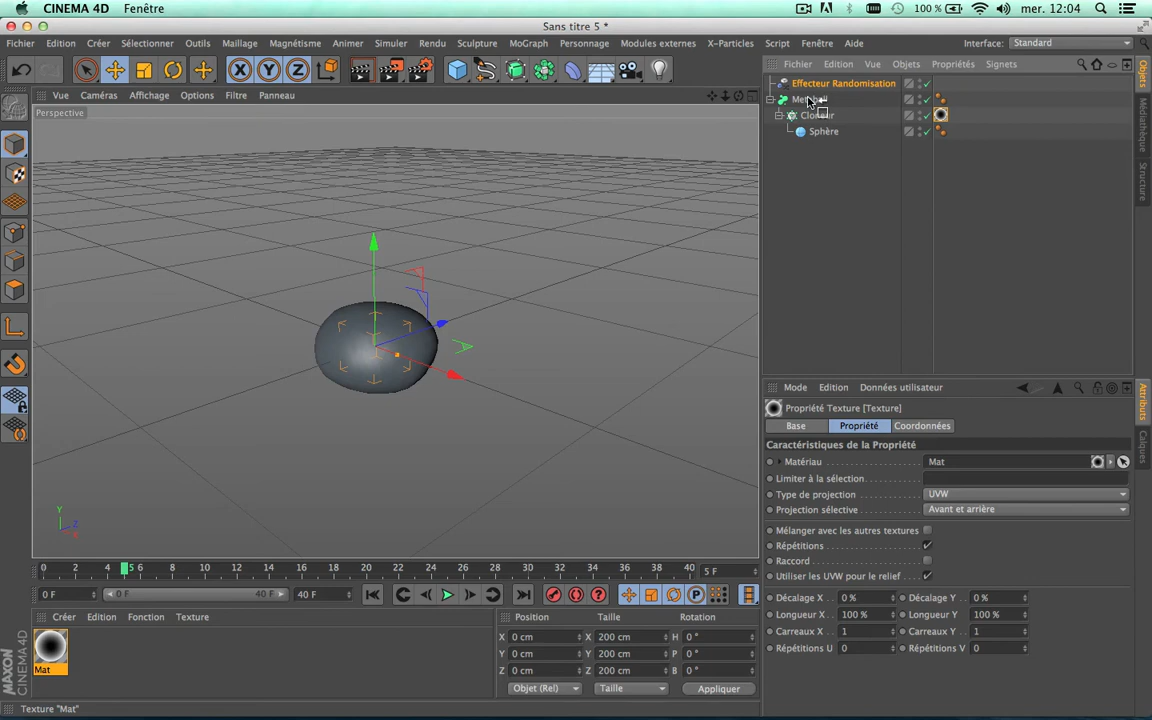 CINEMA 4D Fenêtre 100 % mer. 12:04
Sans titre 5 *
Fichier Edition Créer Sélectionner Outils Maillage Magnétisme Animer Simuler Rendu Sculpture MoGraph Personnage Modules externes X-Particles Script Fenêtre Aide Interface: Standard
X Y Z
Fichier Edition Vue Objets Propriétés Signets
Effecteur Randomisation
Cloneur
Sphère
Objets
Médiathèque
Structure
Vue Caméras Affichage Options Filtre Panneau
Perspective
Y
Z
X
Mode Edition Données utilisateur
Propriété Texture [Texture]
Base Propriété Coordonnées
Caractéristiques de la Propriété
Matériau Mat
Limiter à la sélection
Type de projection UVW
Projection sélective Avant et arrière
Mélanger avec les autres textures
Répétitions
Raccord
Utiliser les UVW pour le relief
Décalage X 0 % Décalage Y 0 %
Longueur X 100 % Longueur Y 100 %
Carreaux X 1 Carreaux Y 1
Répétitions U 0 Répétitions V 0
Attributs
Calques
0 2 4 5 6 8 10 12 14 16 18 20 22 24 26 28 30 32 34 36 38 40 5 F
0 F 0 F 40 F 40 F
P
Créer Edition Fonction Texture
Mat
Position Taille Rotation
X 0 cm X 200 cm H 0 °
Y 0 cm Y 200 cm P 0 °
Z 0 cm Z 200 cm B 0 °
Objet (Rel) Taille Appliquer
MAXON
CINEMA 4D
Texture "Mat"